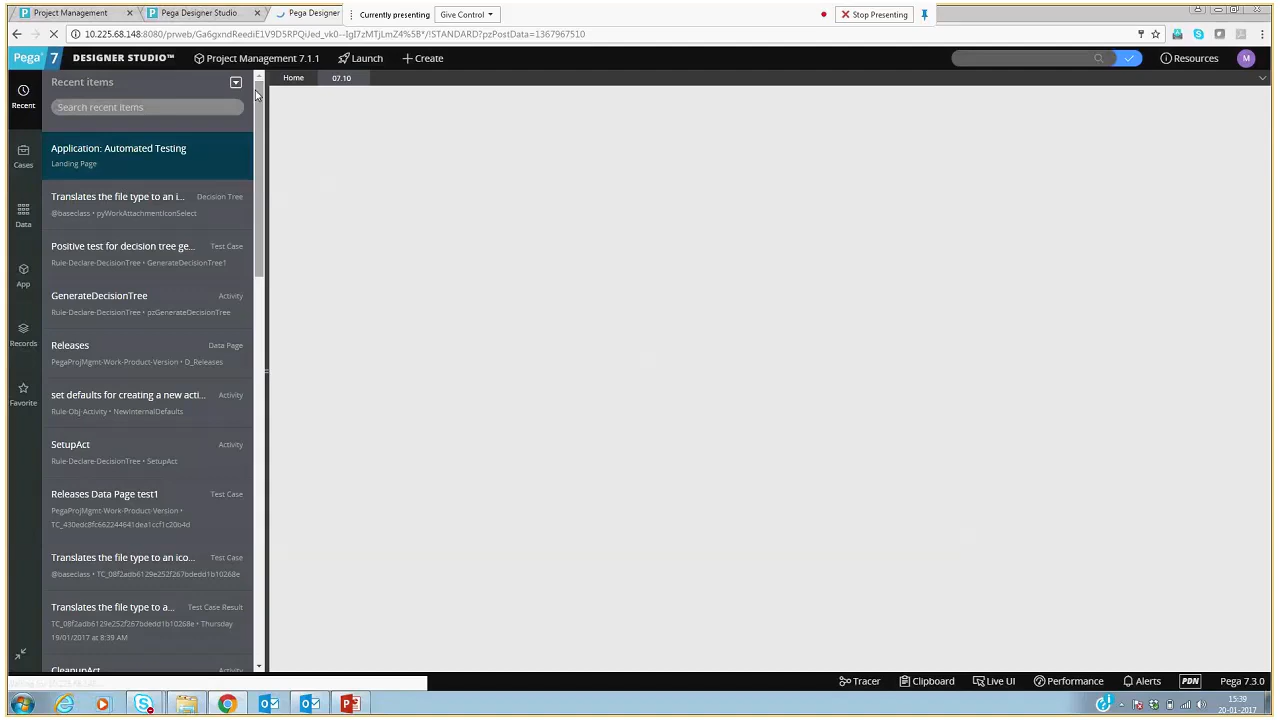 Project Management
Pega Designer Studio
Pega Designer
Currently presenting
Give Control
Stop Presenting
10.225.68.148:8080/prweb/Ga6gxndReediE1V9D5RPQiJed_vk0--IgI7zMTjLmZ4%5B*/!STANDARD?pzPostData=1367967510
Pega 7 DESIGNER STUDIO™ Project Management 7.1.1 Launch Create Resources M
Recent items
Home 07.10
Search recent items
Recent
Cases
Data
App
Records
Favorite
Application: Automated Testing
Landing Page
Translates the file type to an i... Decision Tree
@baseclass • pyWorkAttachmentIconSelect
Positive test for decision tree ge... Test Case
Rule-Declare-DecisionTree • GenerateDecisionTree1
GenerateDecisionTree Activity
Rule-Declare-DecisionTree • pzGenerateDecisionTree
Releases Data Page
PegaProjMgmt-Work-Product-Version • D_Releases
set defaults for creating a new acti... Activity
Rule-Obj-Activity • NewInternalDefaults
SetupAct Activity
Rule-Declare-DecisionTree • SetupAct
Releases Data Page test1 Test Case
PegaProjMgmt-Work-Product-Version •
TC_430edc8fc662244641dea1ccf1c20b4d
Translates the file type to an ico... Test Case
@baseclass • TC_08f2adb6129e252f267bdedd1b10268e
Translates the file type to a... Test Case Result
TC_08f2adb6129e252f267bdedd1b10268e • Thursday
19/01/2017 at 8:39 AM
CleanupAct Activity
Tracer Clipboard Live UI Performance Alerts PDN Pega 7.3.0
15:39
20-01-2017